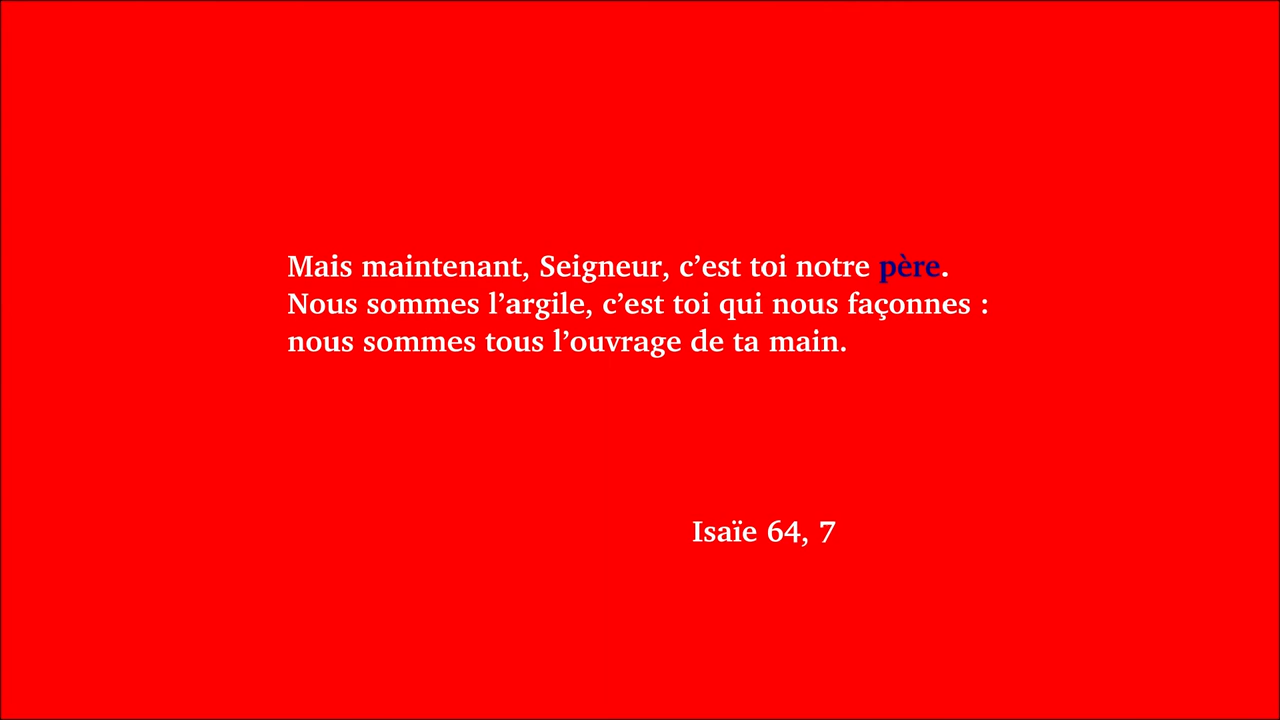 Mais maintenant, Seigneur, c’est toi notre père.
Nous sommes l’argile, c’est toi qui nous façonnes :
nous sommes tous l’ouvrage de ta main.
Isaïe 64, 7